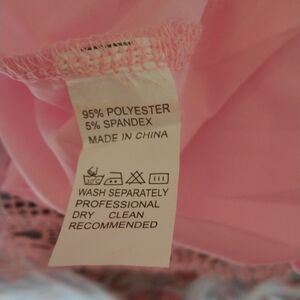 95% POLYESTER
5% SPANDEX
MADE IN CHINA
WASH SEPARATELY
PROFESSIONAL
DRY CLEAN
RECOMMENDED